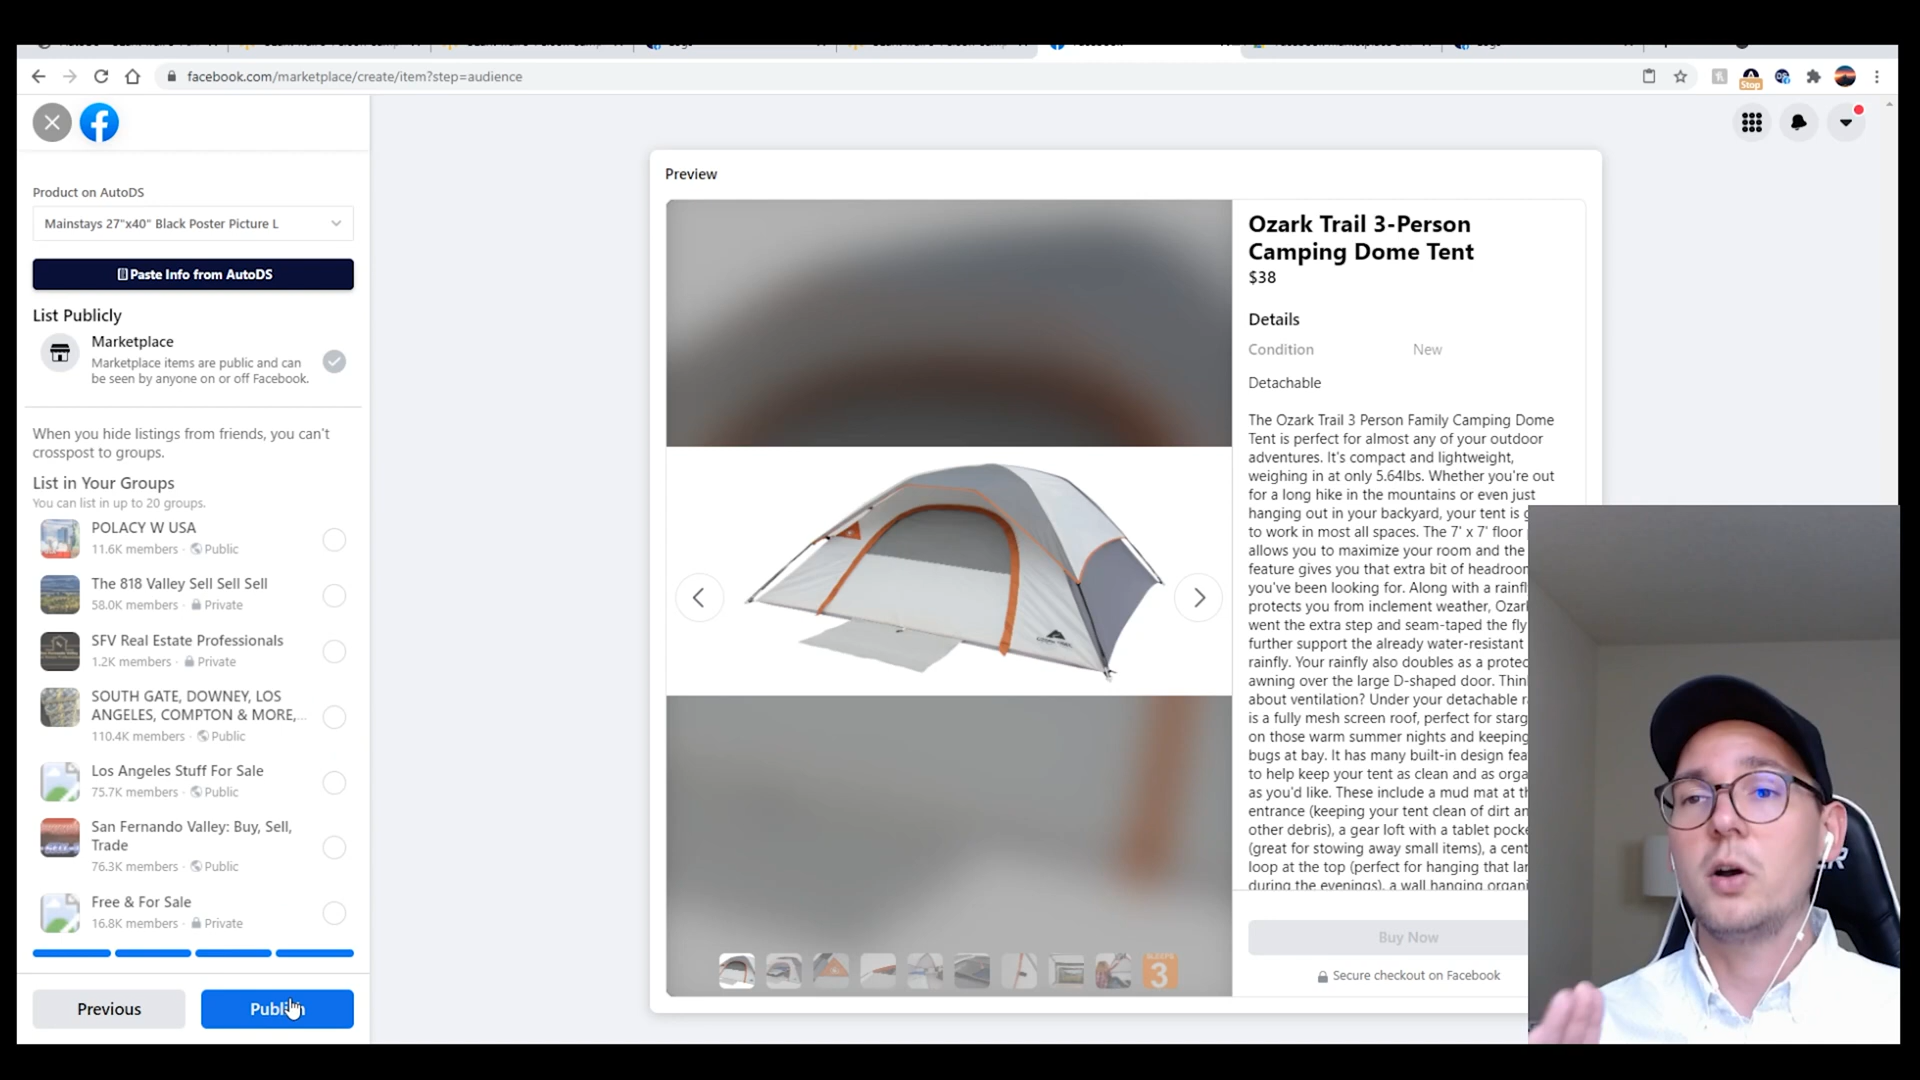 facebook.com/marketplace/create/item?step=audience
Stop
Product on AutoDS
Mainstays 27"x40" Black Poster Picture L
Paste Info from AutoDS
List Publicly
Marketplace
Marketplace items are public and can
be seen by anyone on or off Facebook.
When you hide listings from friends, you can't
crosspost to groups.
List in Your Groups
You can list in up to 20 groups.
POLACY W USA
11.6K members · Public
The 818 Valley Sell Sell Sell
58.0K members · Private
SFV Real Estate Professionals
1.2K members · Private
SOUTH GATE, DOWNEY, LOS
ANGELES, COMPTON & MORE,...
110.4K members · Public
Los Angeles Stuff For Sale
75.7K members · Public
San Fernando Valley: Buy, Sell,
Trade
76.3K members · Public
Free & For Sale
16.8K members · Private
Previous
Publish
Preview
Ozark Trail 3-Person
Camping Dome Tent
$38
Details
Condition New
Detachable
The Ozark Trail 3 Person Family Camping Dome
Tent is perfect for almost any of your outdoor
adventures. It's compact and lightweight,
weighing in at only 5.64lbs. Whether you're out
for a long hike in the mountains or even just
hanging out in your backyard, your tent is
to work in most all spaces. The 7' x 7' floor
allows you to maximize your room and the
feature gives you that extra bit of headroom
you've been looking for. Along with a
protects you from inclement weather,
went the extra step and seam-taped the fly
further support the already water-resistant
rainfly. Your rainfly also doubles as a
awning over the large D-shaped door.
about ventilation? Under your detachable
is a fully mesh screen roof, perfect for
on those warm summer nights and keeping
bugs at bay. It has many built-in design
to help keep your tent as clean and as
as you'd like. These include a mud mat at
entrance (keeping your tent clean of dirt
other debris), a gear loft with a tablet
(great for stowing away small items), a
loop at the top (perfect for hanging that
during the evenings), a wall hanging
Buy Now
Secure checkout on Facebook
3